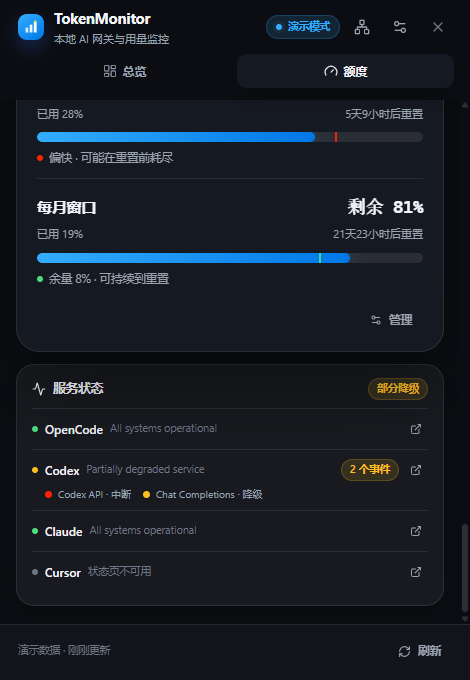 TokenMonitor
本地 AI 网关与用量监控
演示模式
总览
额度
已用 28%
5天9小时后重置
偏快 · 可能在重置前耗尽
每月窗口
剩余 81%
已用 19%
21天23小时后重置
余量 8% · 可持续到重置
管理
服务状态
部分降级
OpenCode All systems operational
Codex Partially degraded service
2 个事件
Codex API · 中断
Chat Completions · 降级
Claude All systems operational
Cursor 状态页不可用
演示数据 · 刚刚更新
刷新